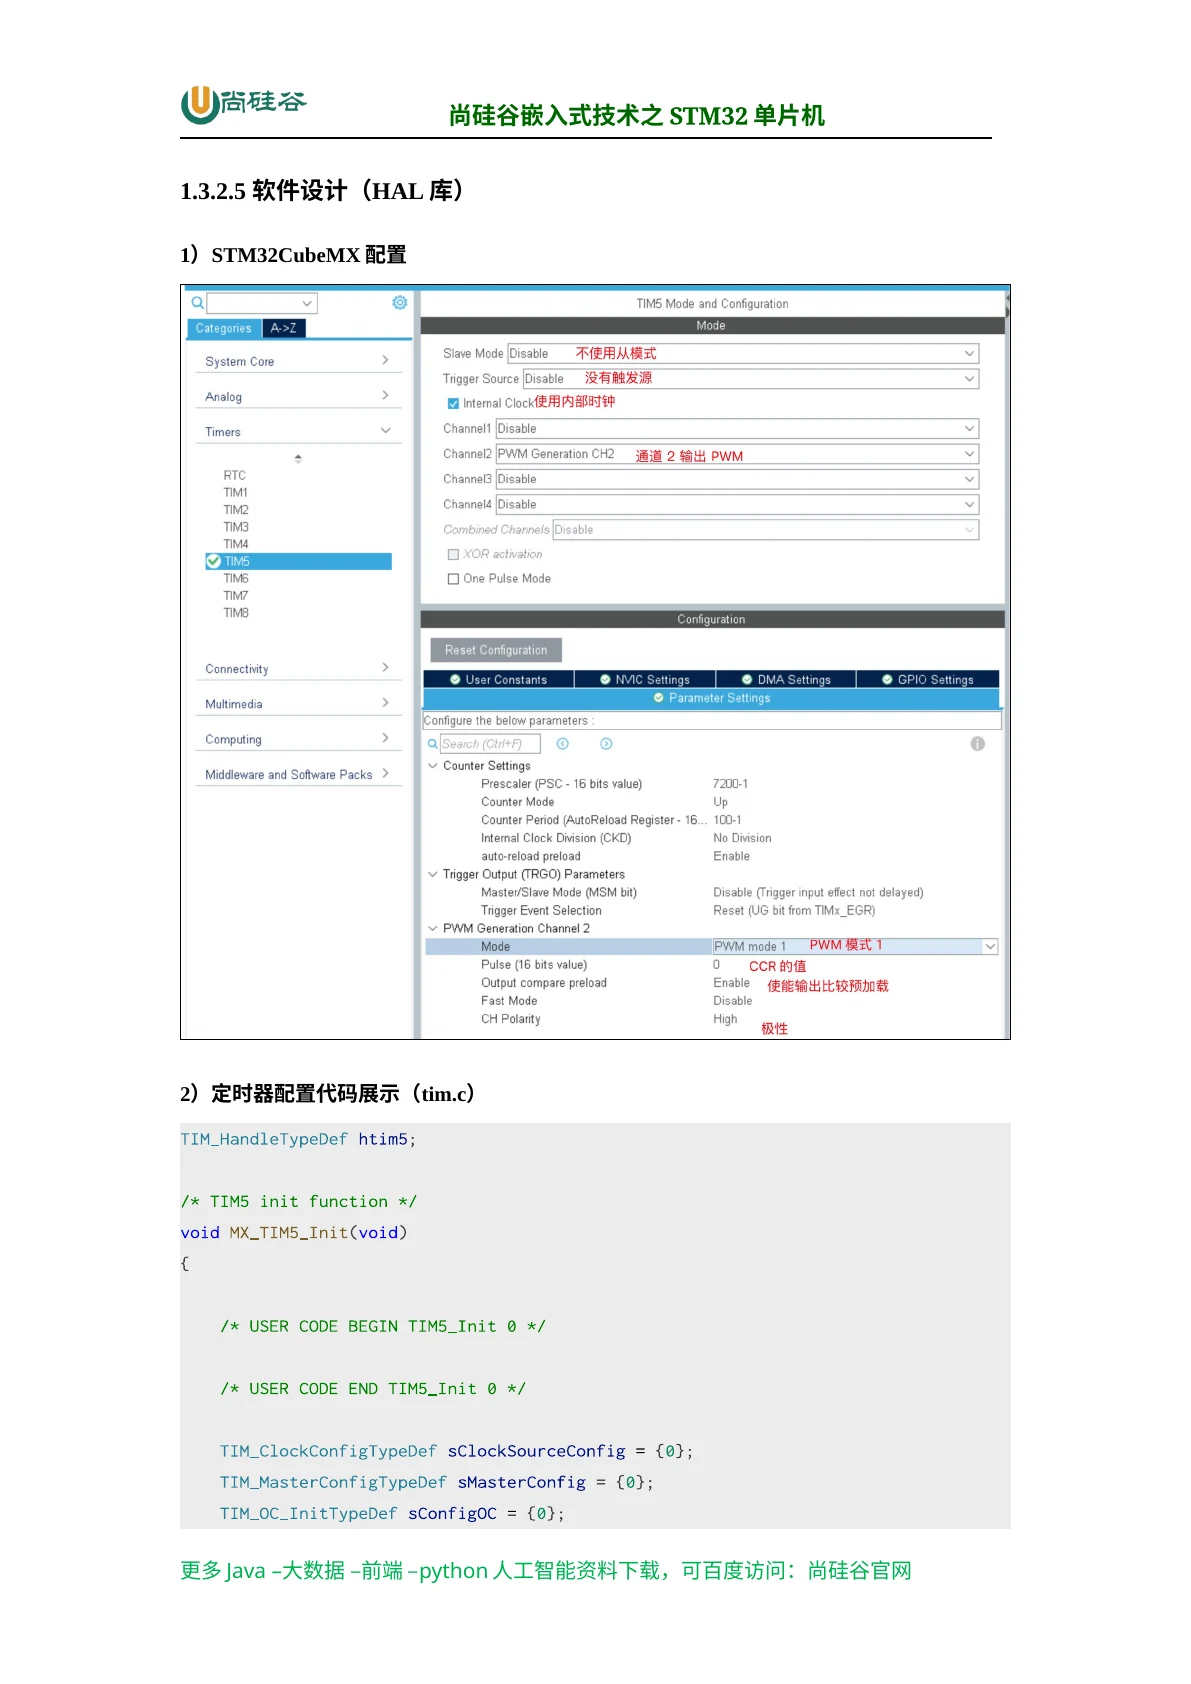 尚硅谷
尚硅谷嵌入式技术之 STM32 单片机
1.3.2.5 软件设计（HAL 库）
1）STM32CubeMX 配置
Categories A->Z
System Core
Analog
Timers
RTC
TIM1
TIM2
TIM3
TIM4
TIM5
TIM6
TIM7
TIM8
Connectivity
Multimedia
Computing
Middleware and Software Packs
TIM5 Mode and Configuration
Mode
Slave Mode Disable 不使用从模式
Trigger Source Disable 没有触发源
Internal Clock 使用内部时钟
Channel1 Disable
Channel2 PWM Generation CH2 通道 2 输出 PWM
Channel3 Disable
Channel4 Disable
Combined Channels Disable
XOR activation
One Pulse Mode
Configuration
Reset Configuration
User Constants NVIC Settings DMA Settings GPIO Settings
Parameter Settings
Configure the below parameters :
Search (Ctrl+F)
Counter Settings
Prescaler (PSC - 16 bits value) 7200-1
Counter Mode Up
Counter Period (AutoReload Register - 16... 100-1
Internal Clock Division (CKD) No Division
auto-reload preload Enable
Trigger Output (TRGO) Parameters
Master/Slave Mode (MSM bit) Disable (Trigger input effect not delayed)
Trigger Event Selection Reset (UG bit from TIMx_EGR)
PWM Generation Channel 2
Mode PWM mode 1 PWM 模式 1
Pulse (16 bits value) 0 CCR 的值
Output compare preload Enable 使能输出比较预加载
Fast Mode Disable
CH Polarity High 极性
2）定时器配置代码展示（tim.c）
TIM_HandleTypeDef htim5;
/* TIM5 init function */
void MX_TIM5_Init(void)
{
/* USER CODE BEGIN TIM5_Init 0 */
/* USER CODE END TIM5_Init 0 */
TIM_ClockConfigTypeDef sClockSourceConfig = {0};
TIM_MasterConfigTypeDef sMasterConfig = {0};
TIM_OC_InitTypeDef sConfigOC = {0};
更多 Java –大数据 –前端 –python 人工智能资料下载，可百度访问：尚硅谷官网